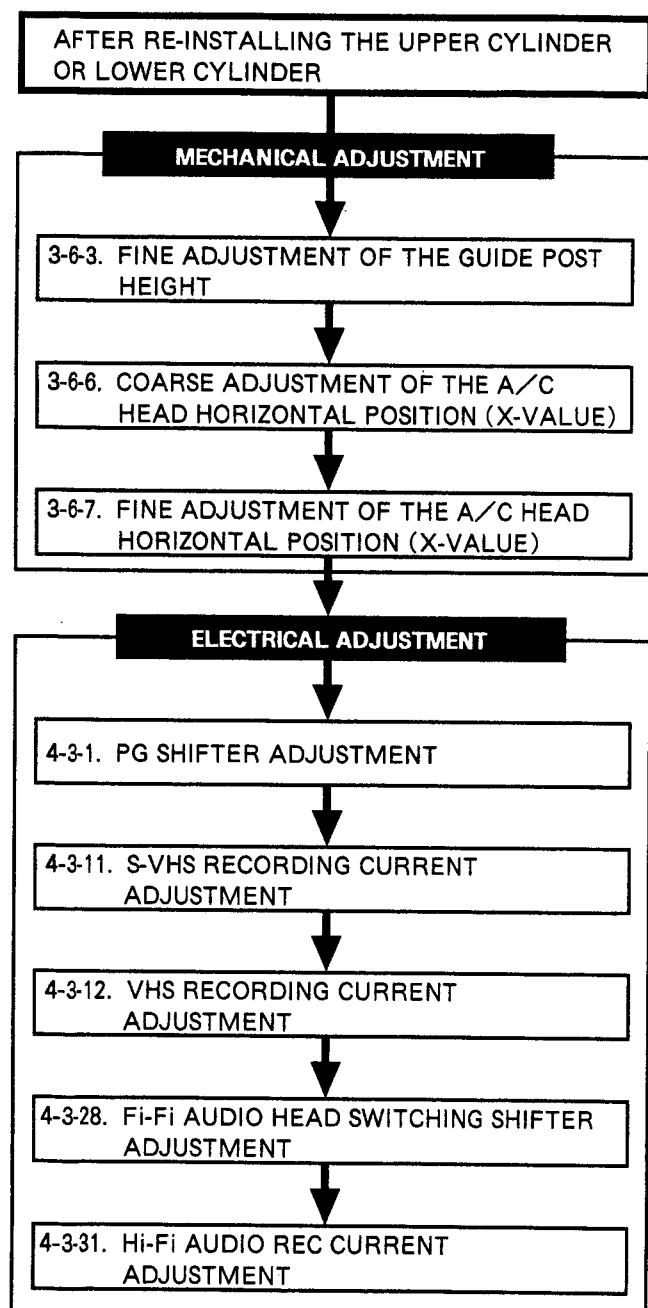 AFTER RE-INSTALLING THE UPPER CYLINDER
OR LOWER CYLINDER
MECHANICAL ADJUSTMENT
3-6-3. FINE ADJUSTMENT OF THE GUIDE POST
HEIGHT
3-6-6. COARSE ADJUSTMENT OF THE A/C
HEAD HORIZONTAL POSITION (X-VALUE)
3-6-7. FINE ADJUSTMENT OF THE A/C HEAD
HORIZONTAL POSITION (X-VALUE)
ELECTRICAL ADJUSTMENT
4-3-1. PG SHIFTER ADJUSTMENT
4-3-11. S-VHS RECORDING CURRENT
ADJUSTMENT
4-3-12. VHS RECORDING CURRENT
ADJUSTMENT
4-3-28. Fi-Fi AUDIO HEAD SWITCHING SHIFTER
ADJUSTMENT
4-3-31. Hi-Fi AUDIO REC CURRENT
ADJUSTMENT